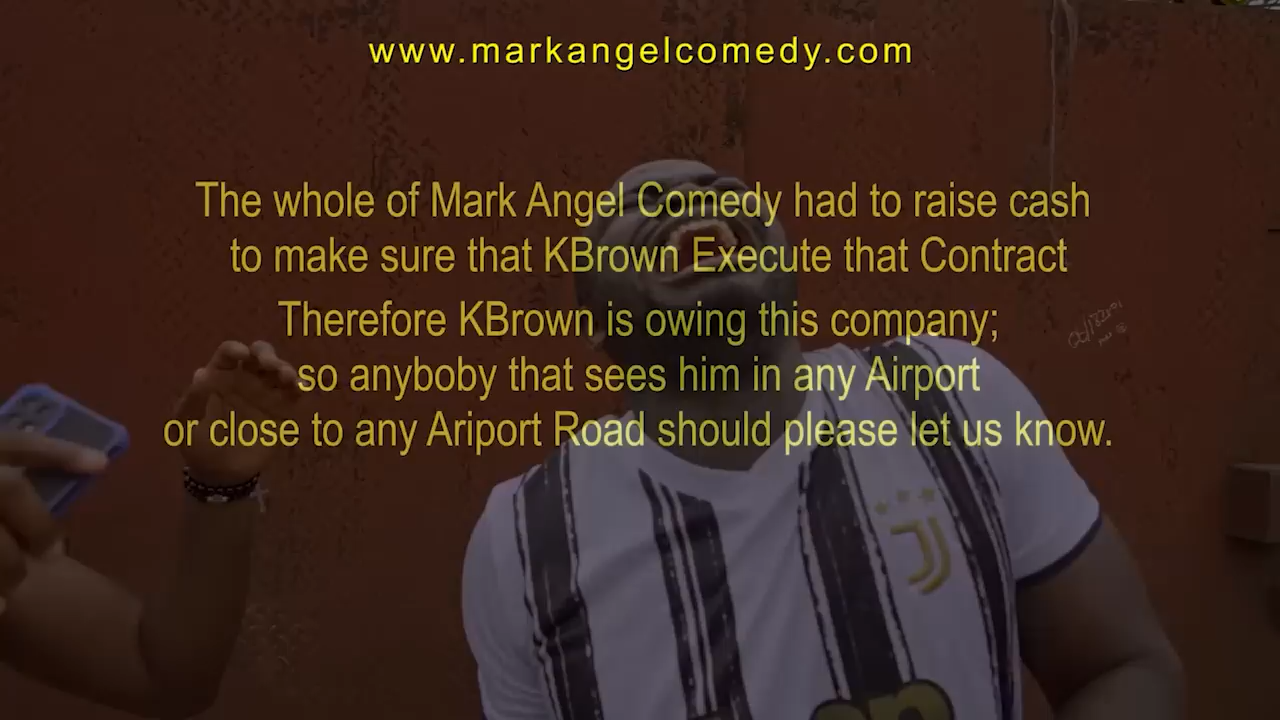 www.markangelcomedy.com
The whole of Mark Angel Comedy had to raise cash
to make sure that KBrown Execute that Contract
Therefore KBrown is owing this company;
so anyboby that sees him in any Airport
or close to any Ariport Road should please let us know.